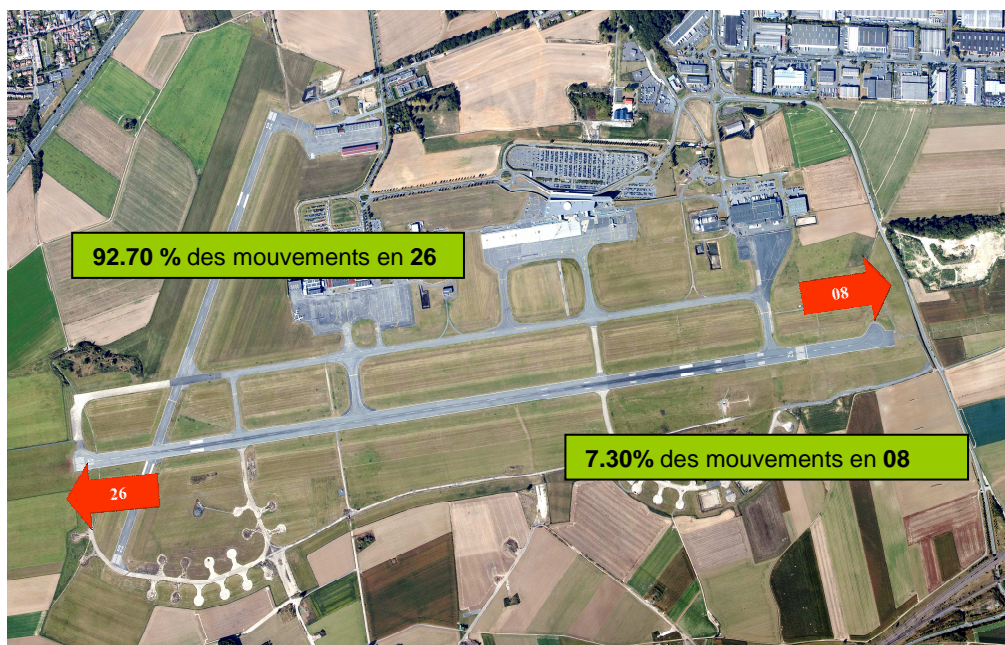 92.70 % des mouvements en 26
08
7.30% des mouvements en 08
26